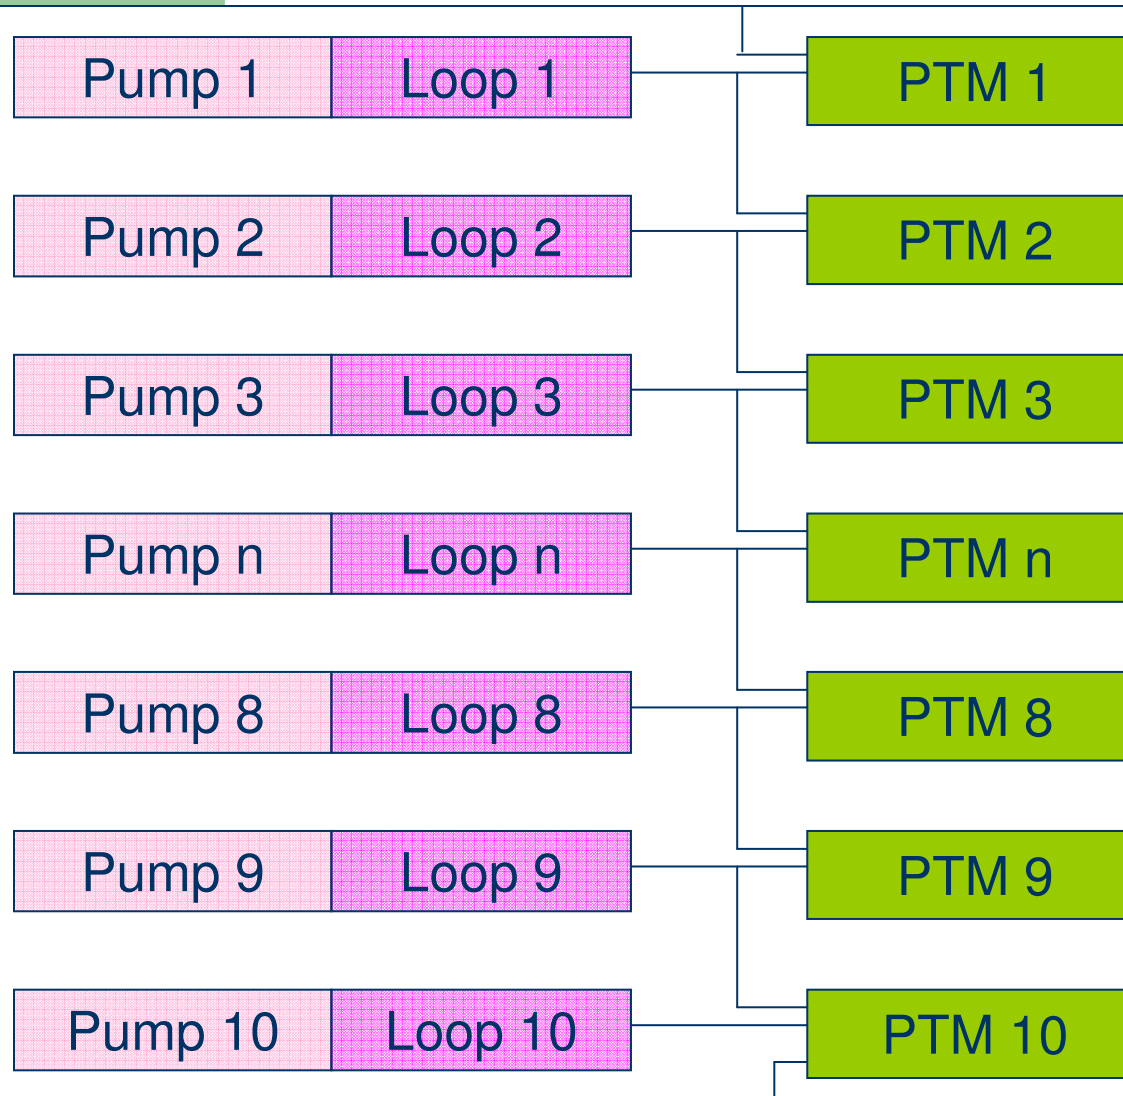 Pump 1 Loop 1 PTM 1
Pump 2 Loop 2 PTM 2
Pump 3 Loop 3 PTM 3
Pump n Loop n PTM n
Pump 8 Loop 8 PTM 8
Pump 9 Loop 9 PTM 9
Pump 10 Loop 10 PTM 10